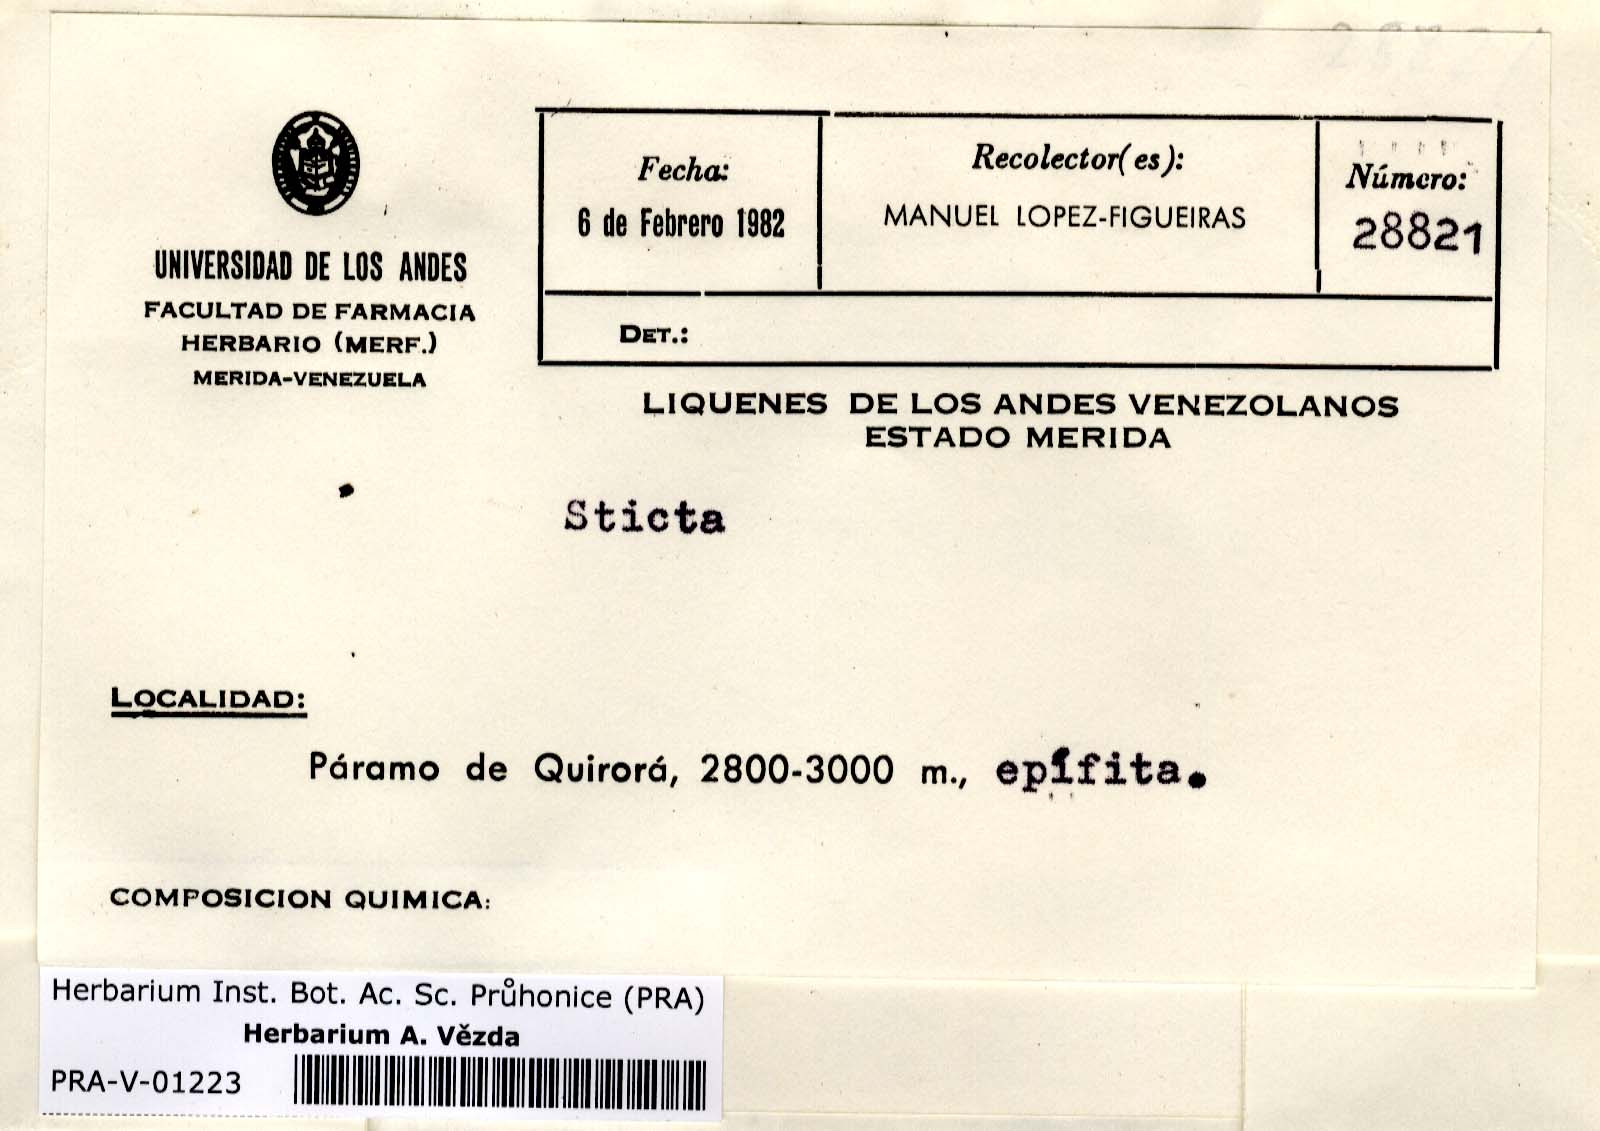 UNIVERSIDAD DE LOS ANDES
FACULTAD DE FARMACIA
HERBARIO (MERF.)
MERIDA-VENEZUELA
Fecha:
6 de Febrero 1982
Recolector(es):
MANUEL LOPEZ-FIGUEIRAS
Número:
28821
DET.:
LIQUENES DE LOS ANDES VENEZOLANOS
ESTADO MERIDA
Sticta
LOCALIDAD:
Páramo de Quirorá, 2800-3000 m., epífita.
COMPOSICION QUIMICA:
Herbarium Inst. Bot. Ac. Sc. Průhonice (PRA)
Herbarium A. Vězda
PRA-V-01223